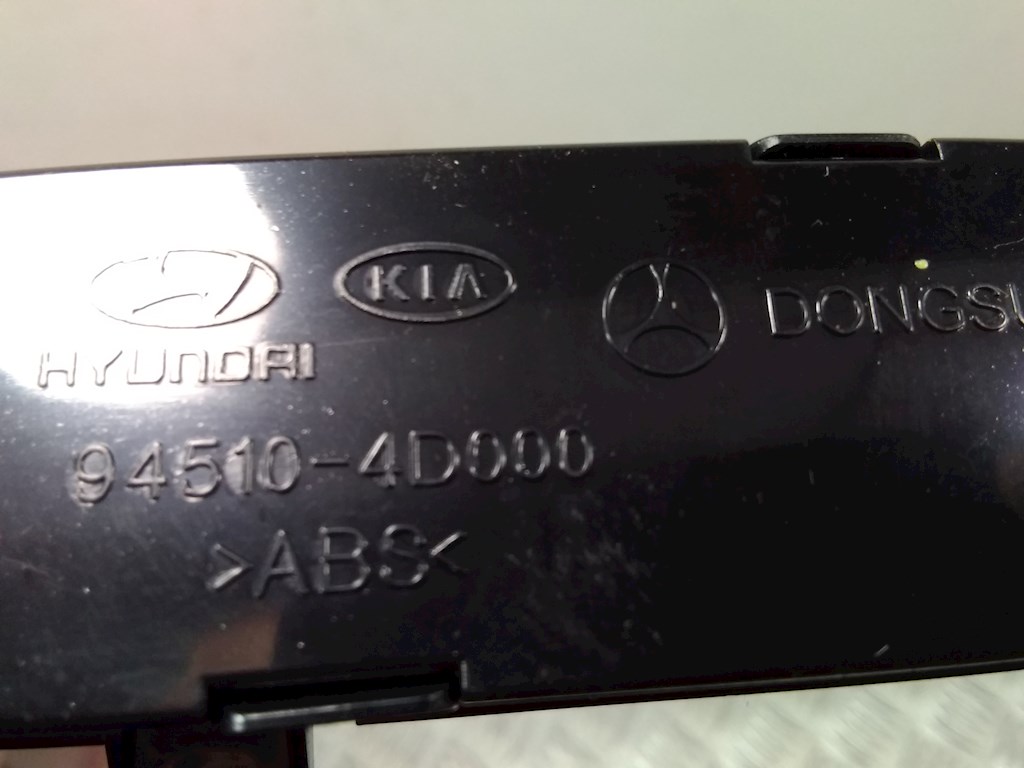 KIA
HYUNDAI
94510-4D000
>ABS<